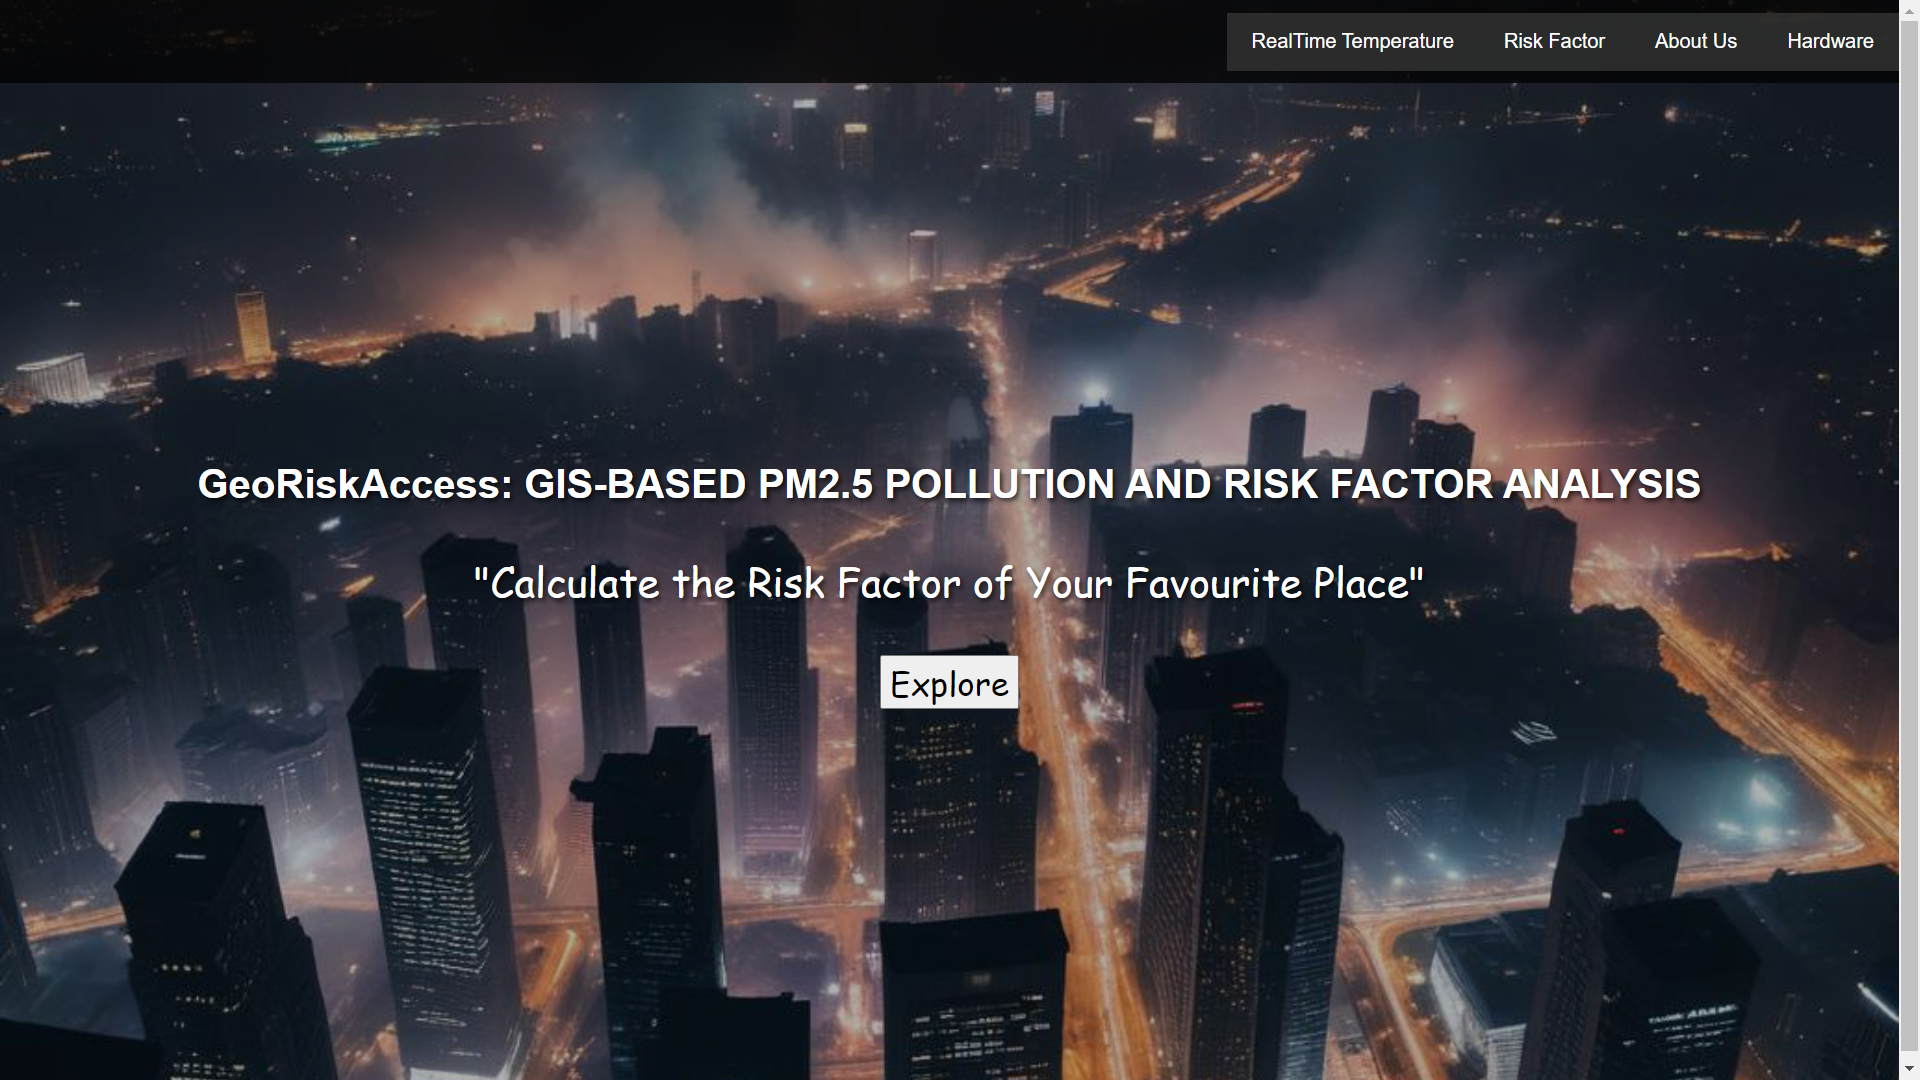 RealTime Temperature Risk Factor About Us Hardware
GeoRiskAccess: GIS-BASED PM2.5 POLLUTION AND RISK FACTOR ANALYSIS
"Calculate the Risk Factor of Your Favourite Place"
Explore